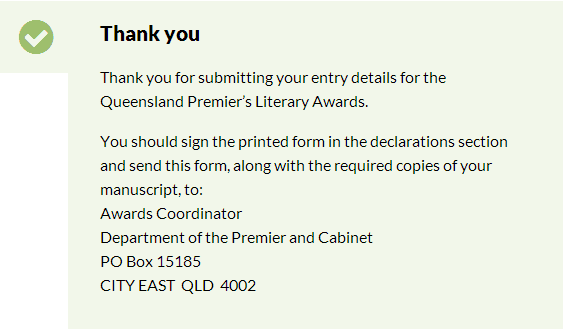 Thank you
Thank you for submitting your entry details for the
Queensland Premier's Literary Awards.
You should sign the printed form in the declarations section
and send this form, along with the required copies of your
manuscript, to:
Awards Coordinator
Department of the Premier and Cabinet
PO Box 15185
CITY EAST  QLD  4002